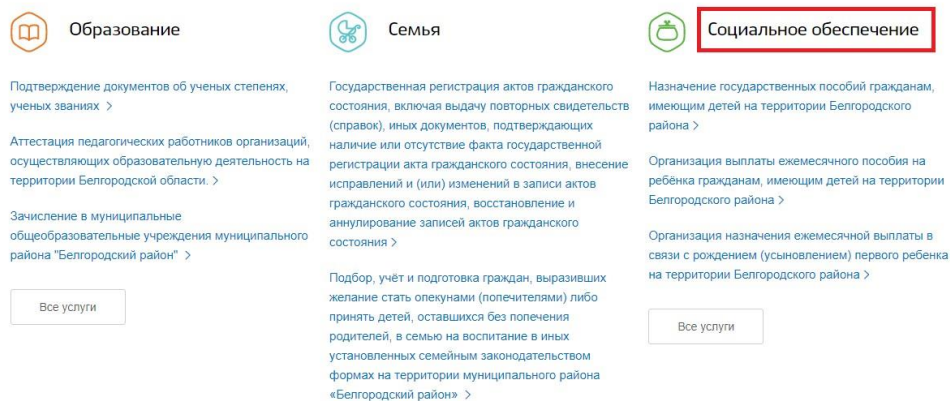 Образование
Подтверждение документов об ученых степенях,
ученых званиях >
Аттестация педагогических работников организаций,
осуществляющих образовательную деятельность на
территории Белгородской области. >
Зачисление в муниципальные
общеобразовательные учреждения муниципального
района "Белгородский район" >
Все услуги
Семья
Государственная регистрация актов гражданского
состояния, включая выдачу повторных свидетельств
(справок), иных документов, подтверждающих
наличие или отсутствие факта государственной
регистрации акта гражданского состояния, внесение
исправлений и (или) изменений в записи актов
гражданского состояния, восстановление и
аннулирование записей актов гражданского
состояния >
Подбор, учёт и подготовка граждан, выразивших
желание стать опекунами (попечителями) либо
принять детей, оставшихся без попечения
родителей, в семью на воспитание в иных
установленных семейным законодательством
формах на территории муниципального района
«Белгородский район» >
Социальное обеспечение
Назначение государственных пособий гражданам,
имеющим детей на территории Белгородского
района >
Организация выплаты ежемесячного пособия на
ребёнка гражданам, имеющим детей на территории
Белгородского района >
Организация назначения ежемесячной выплаты в
связи с рождением (усыновлением) первого ребенка
на территории Белгородского района >
Все услуги